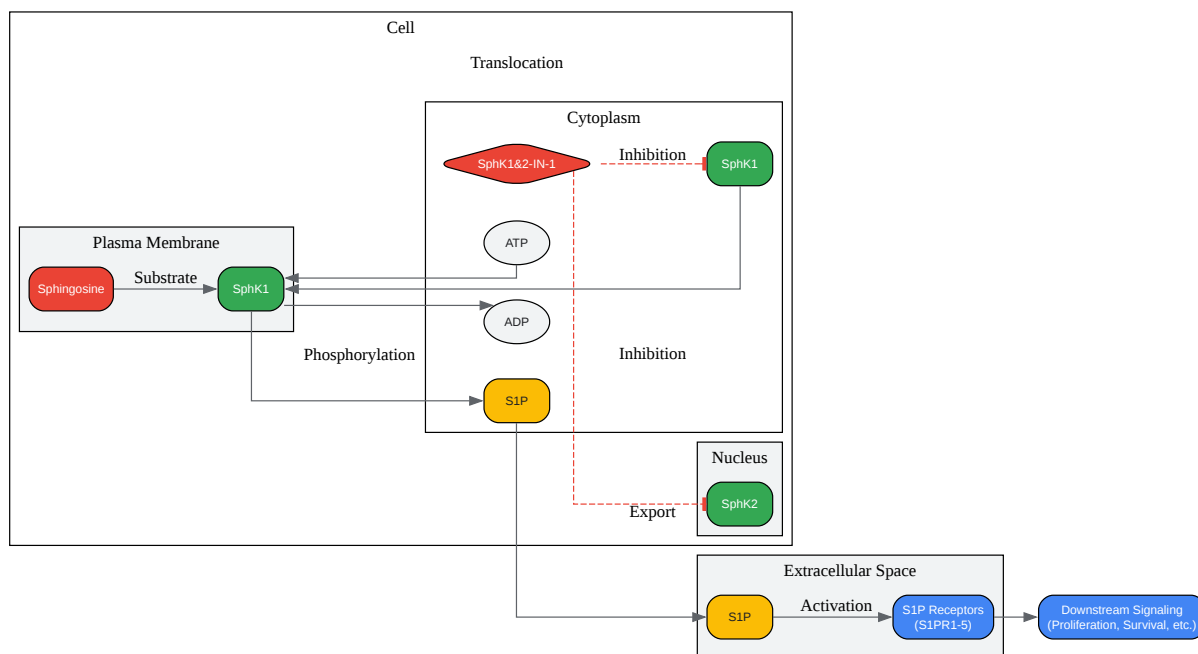 Cell
Translocation
Cytoplasm
SphK1&2-IN-1
Inhibition
SphK1
ATP
Plasma Membrane
Sphingosine
Substrate
SphK1
ADP
Phosphorylation
Inhibition
S1P
Nucleus
SphK2
Export
Extracellular Space
S1P
Activation
S1P Receptors
(S1PR1-5)
Downstream Signaling
(Proliferation, Survival, etc.)